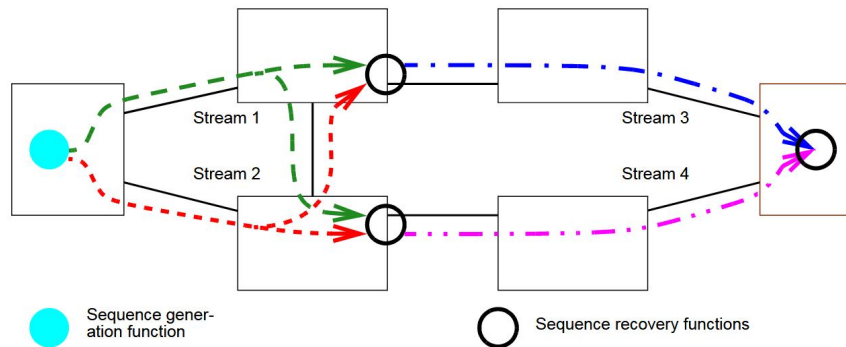 Stream 1
Stream 3
Stream 2
Stream 4
Sequence gener-
ation function
Sequence recovery functions